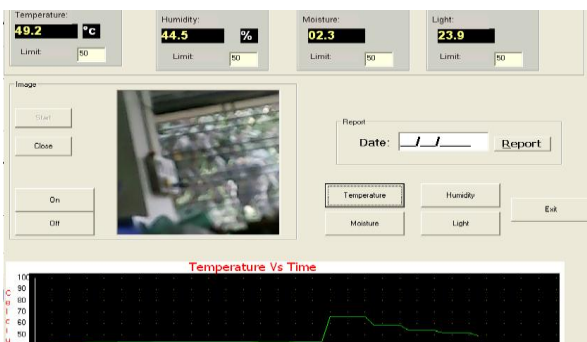 Temperature: Humidity: Moisture: Light:
49.2 °c 44.5 % 02.3 23.9
Limit: 50 Limit: 50 Limit: 50 Limit: 50
Image
Start
Close
On
Off
Report
Date: __/__/____ Report
Temperature Humidity
Exit
Moisture Light
Temperature Vs Time
100
90
80
70
60
50